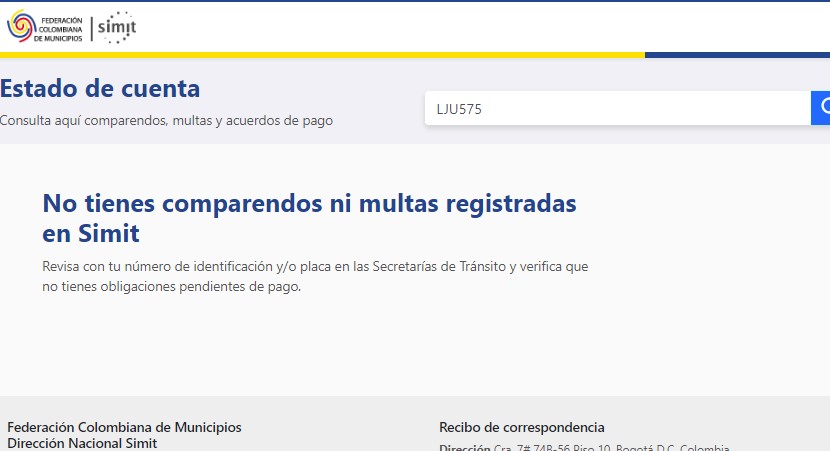 FEDERACIÓN
COLOMBIANA
DE MUNICIPIOS
simit
Estado de cuenta
Consulta aquí comparendos, multas y acuerdos de pago
LJU575
No tienes comparendos ni multas registradas
en Simit
Revisa con tu número de identificación y/o placa en las Secretarías de Tránsito y verifica que
no tienes obligaciones pendientes de pago.
Federación Colombiana de Municipios
Dirección Nacional Simit
Recibo de correspondencia
Dirección Cra. 7# 74B-56 Piso 10, Bogotá D.C. Colombia